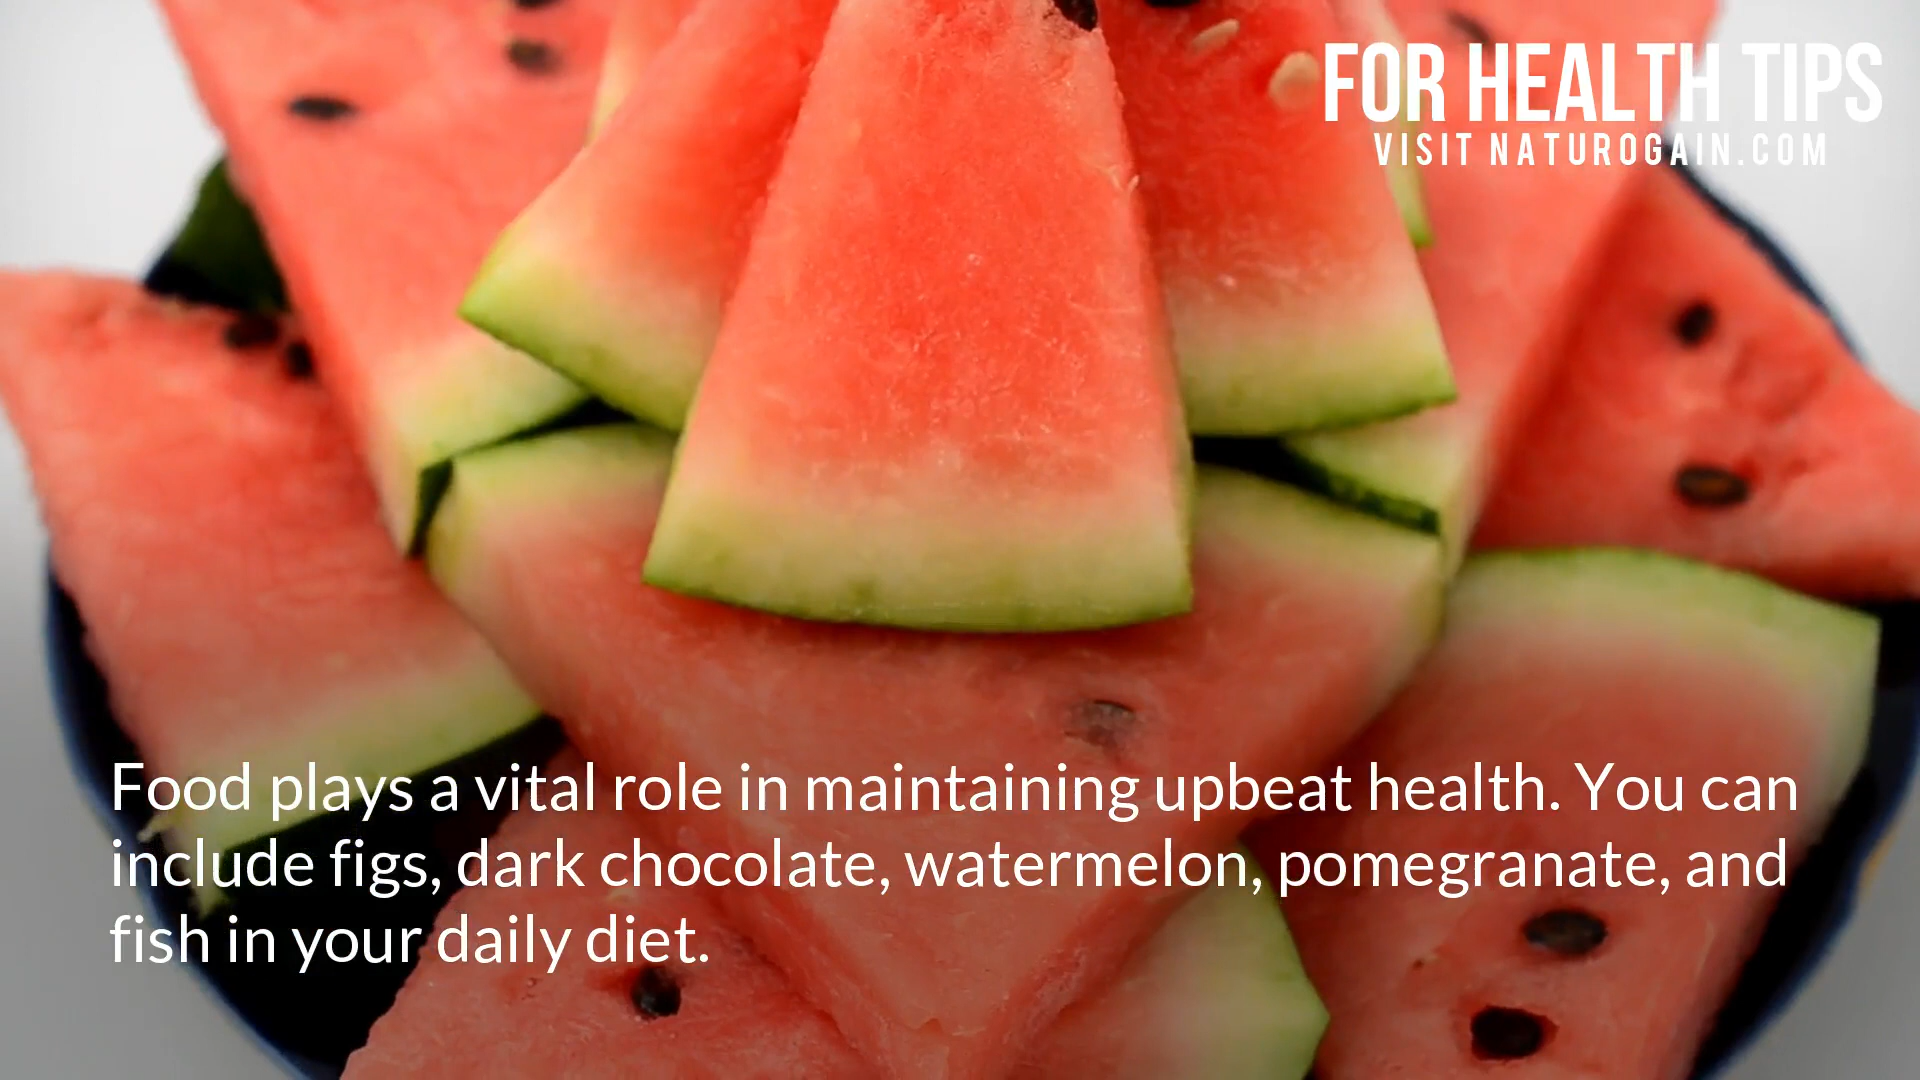 FOR HEALTH TIPS
VISIT NATUROGAIN.COM
Food plays a vital role in maintaining upbeat health. You can
include figs, dark chocolate, watermelon, pomegranate, and
fish in your daily diet.